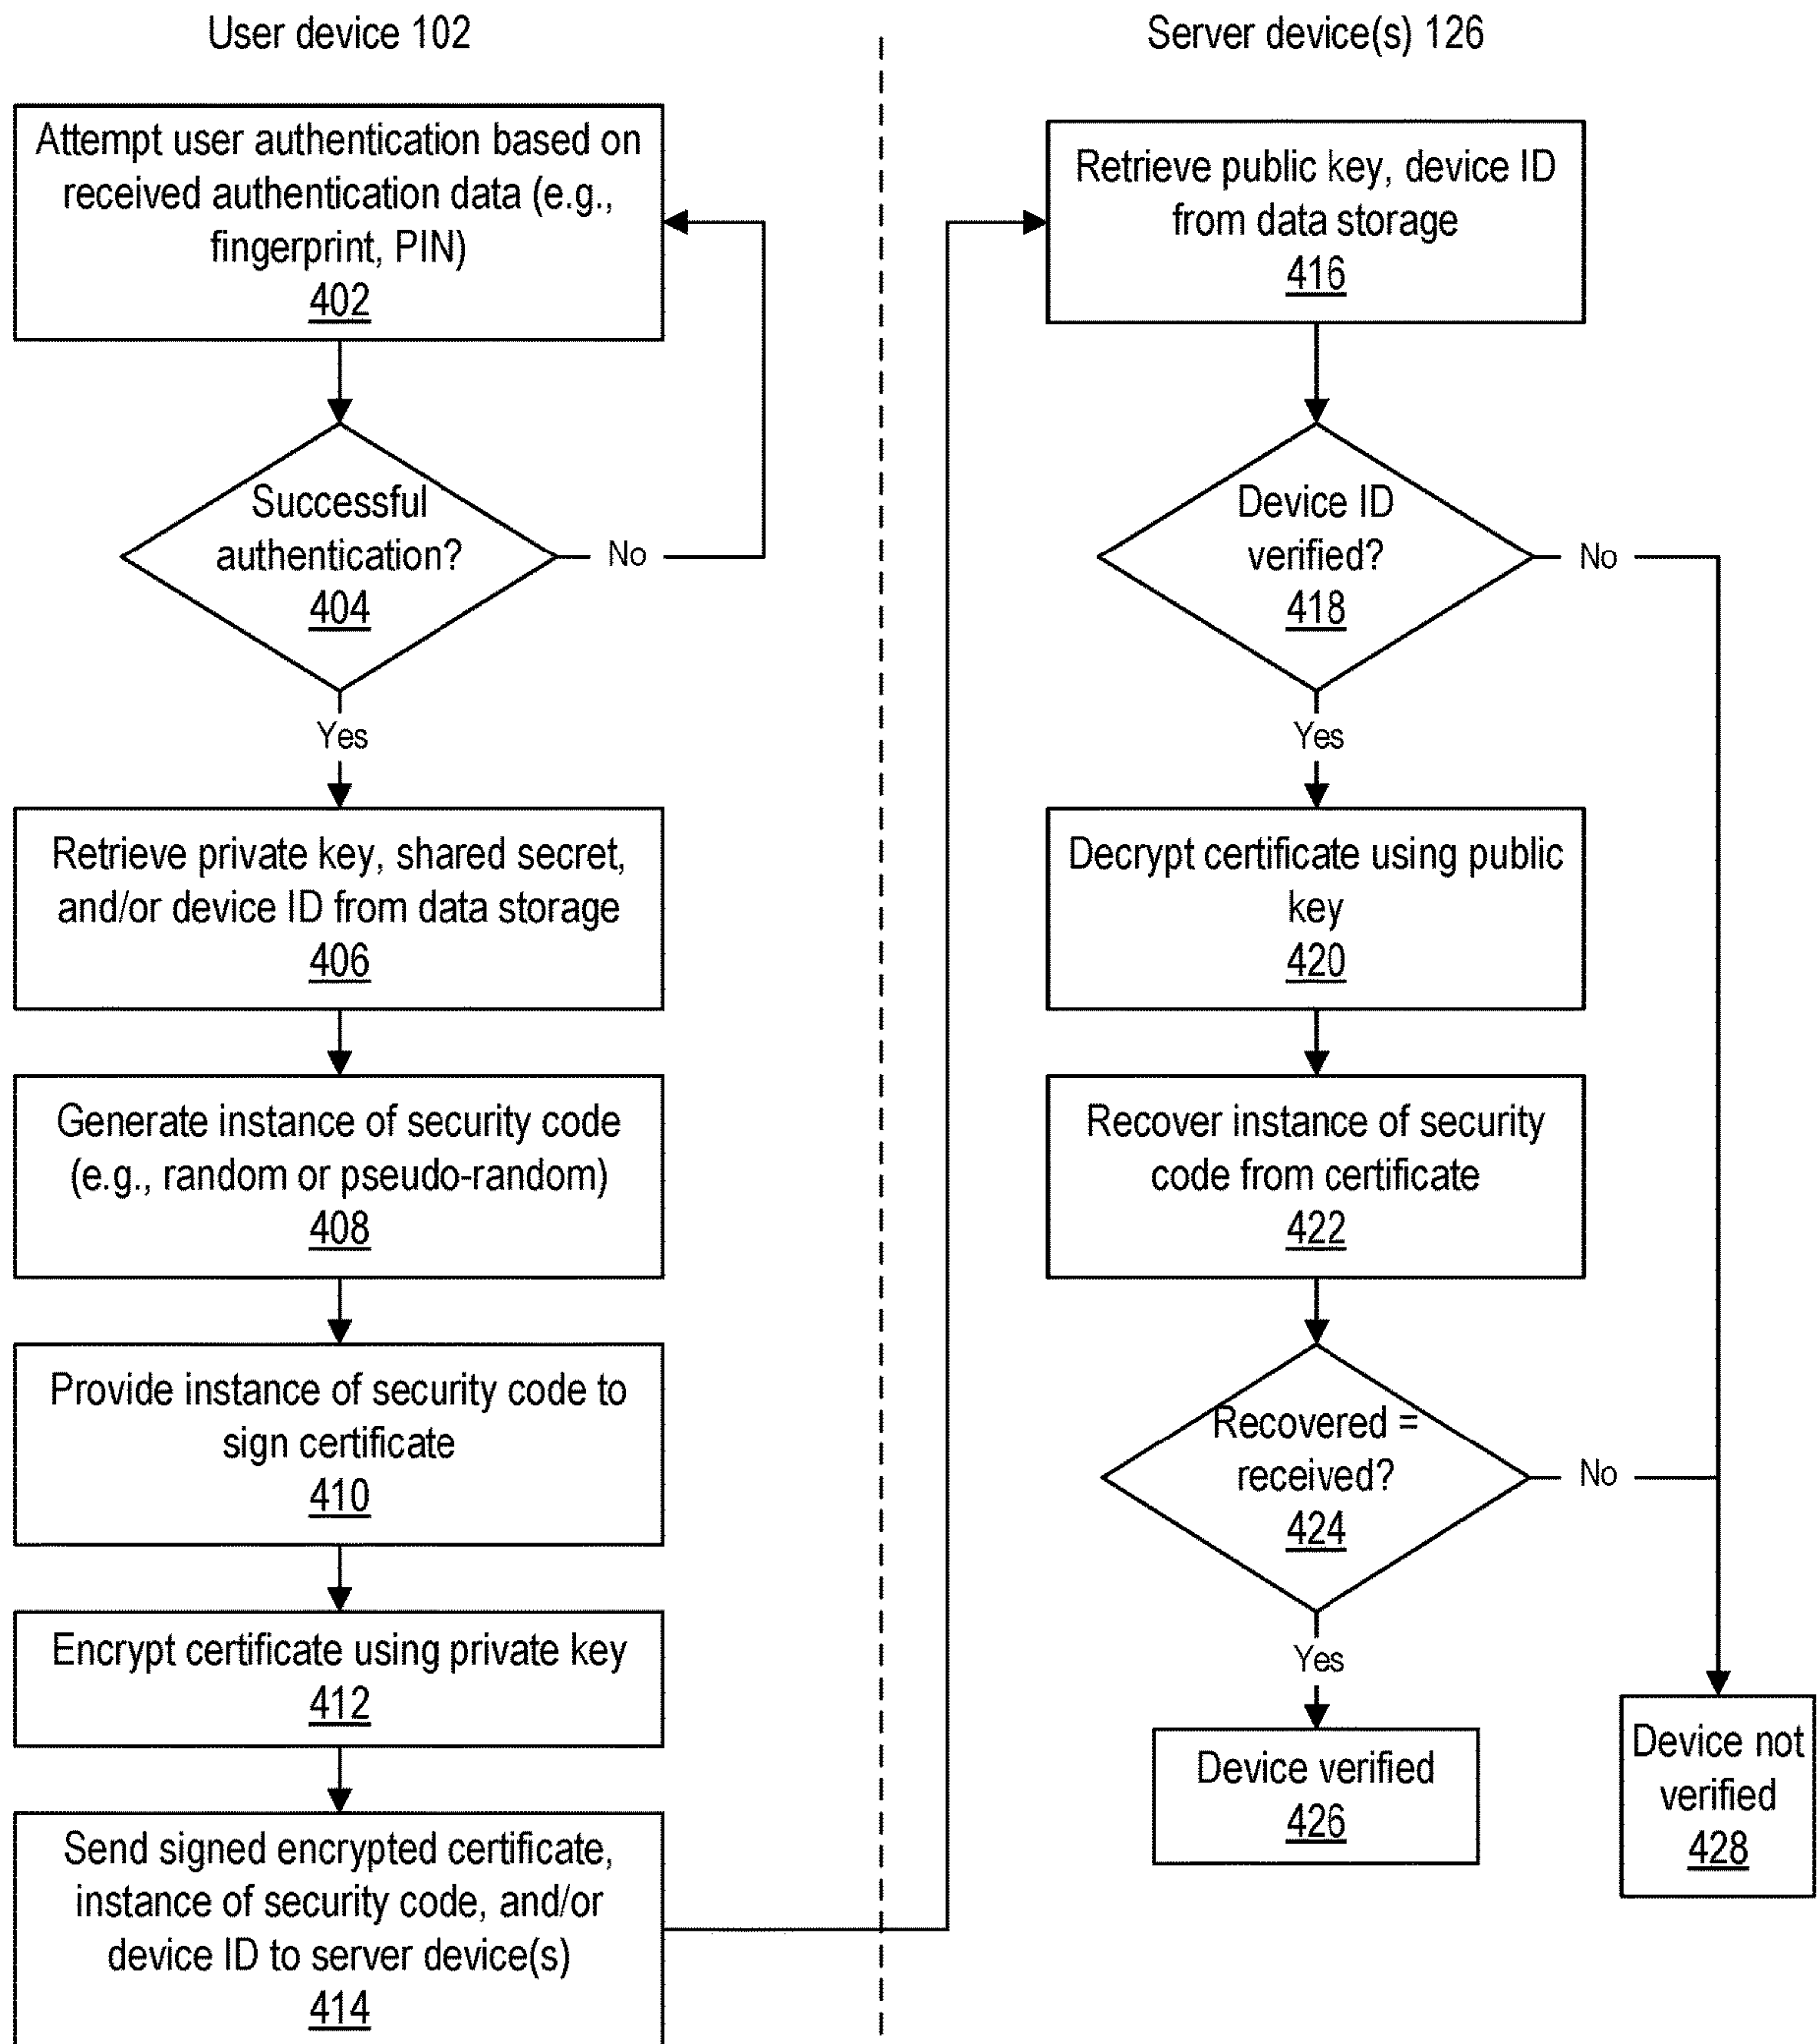 User device 102
Attempt user authentication based on
received authentication data (e.g.,
fingerprint, PIN)
402
Successful
authentication?
404
No
Yes
Retrieve private key, shared secret,
and/or device ID from data storage
406
Generate instance of security code
(e.g., random or pseudo-random)
408
Provide instance of security code to
sign certificate
410
Encrypt certificate using private key
412
Send signed encrypted certificate,
instance of security code, and/or
device ID to server device(s)
414
Server device(s) 126
Retrieve public key, device ID
from data storage
416
Device ID
verified?
418
No
Yes
Decrypt certificate using public
key
420
Recover instance of security
code from certificate
422
Recovered =
received?
424
No
Yes
Device verified
426
Device not
verified
428